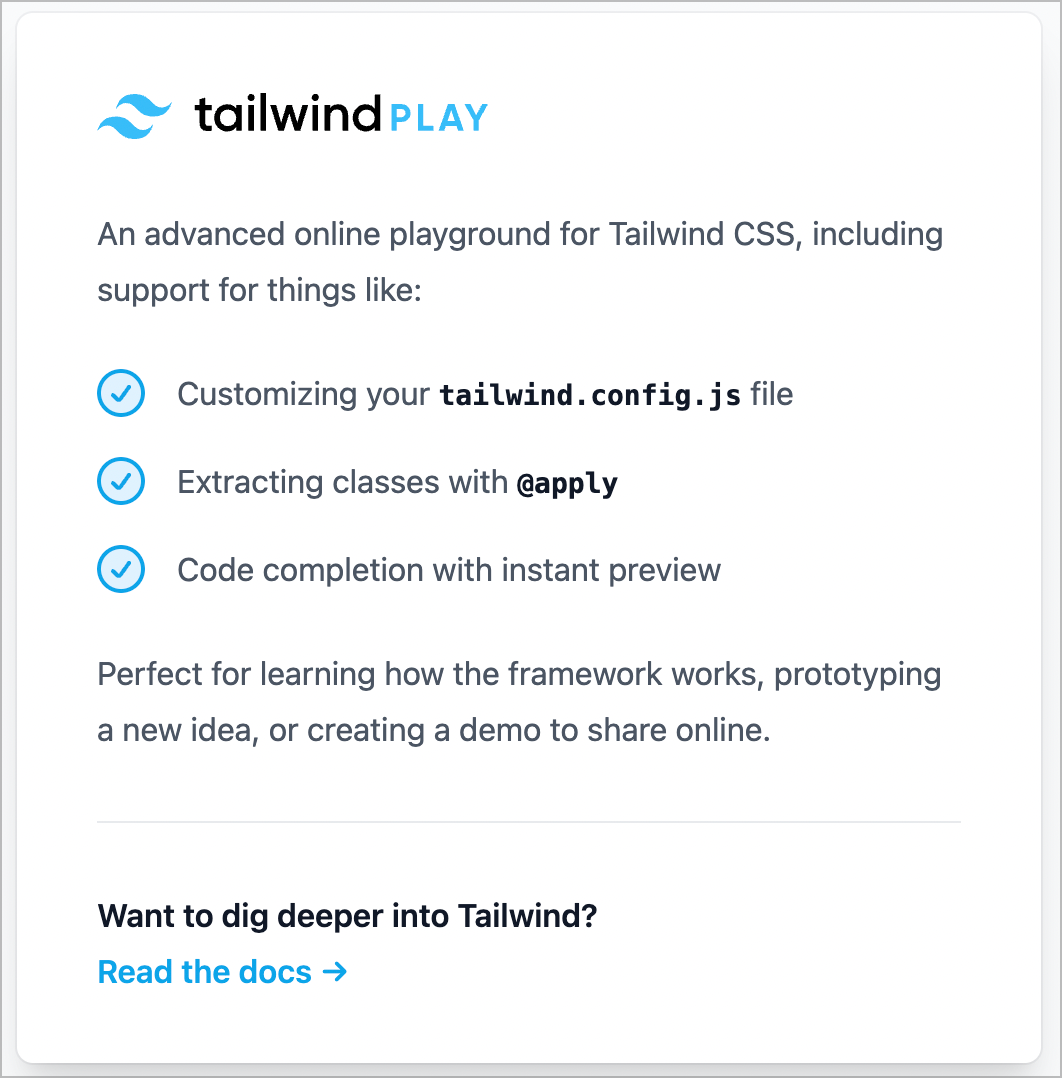 tailwind PLAY
An advanced online playground for Tailwind CSS, including
support for things like:
Customizing your tailwind.config.js file
Extracting classes with @apply
Code completion with instant preview
Perfect for learning how the framework works, prototyping
a new idea, or creating a demo to share online.
Want to dig deeper into Tailwind?
Read the docs →